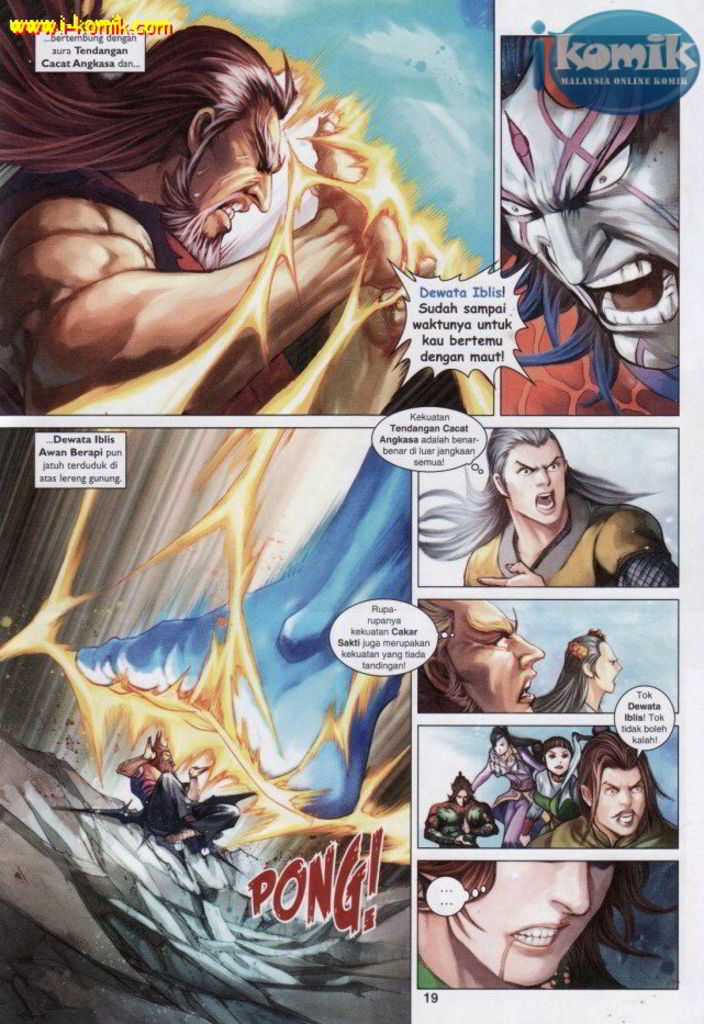 www.i-komik.com
...bertembung dengan
aura Tendangan
Cacat Angkasa dan...
ikomik
MALAYSIA ONLINE KOMIK
Dewata Iblis!
Sudah sampai
waktunya untuk
kau bertemu
dengan maut!
...Dewata Iblis
Awan Berapi pun
jatuh terduduk di
atas lereng gunung.
Kekuatan
Tendangan Cacat
Angkasa adalah benar-
benar di luar jangkaan
semua!
Rupa-
rupanya
kekuatan Cakar
Sakti juga merupakan
kekuatan yang tiada
tandingan!
Tok
Dewata
Iblis! Tok
tidak boleh
kalah!
PONG!
...
...
19